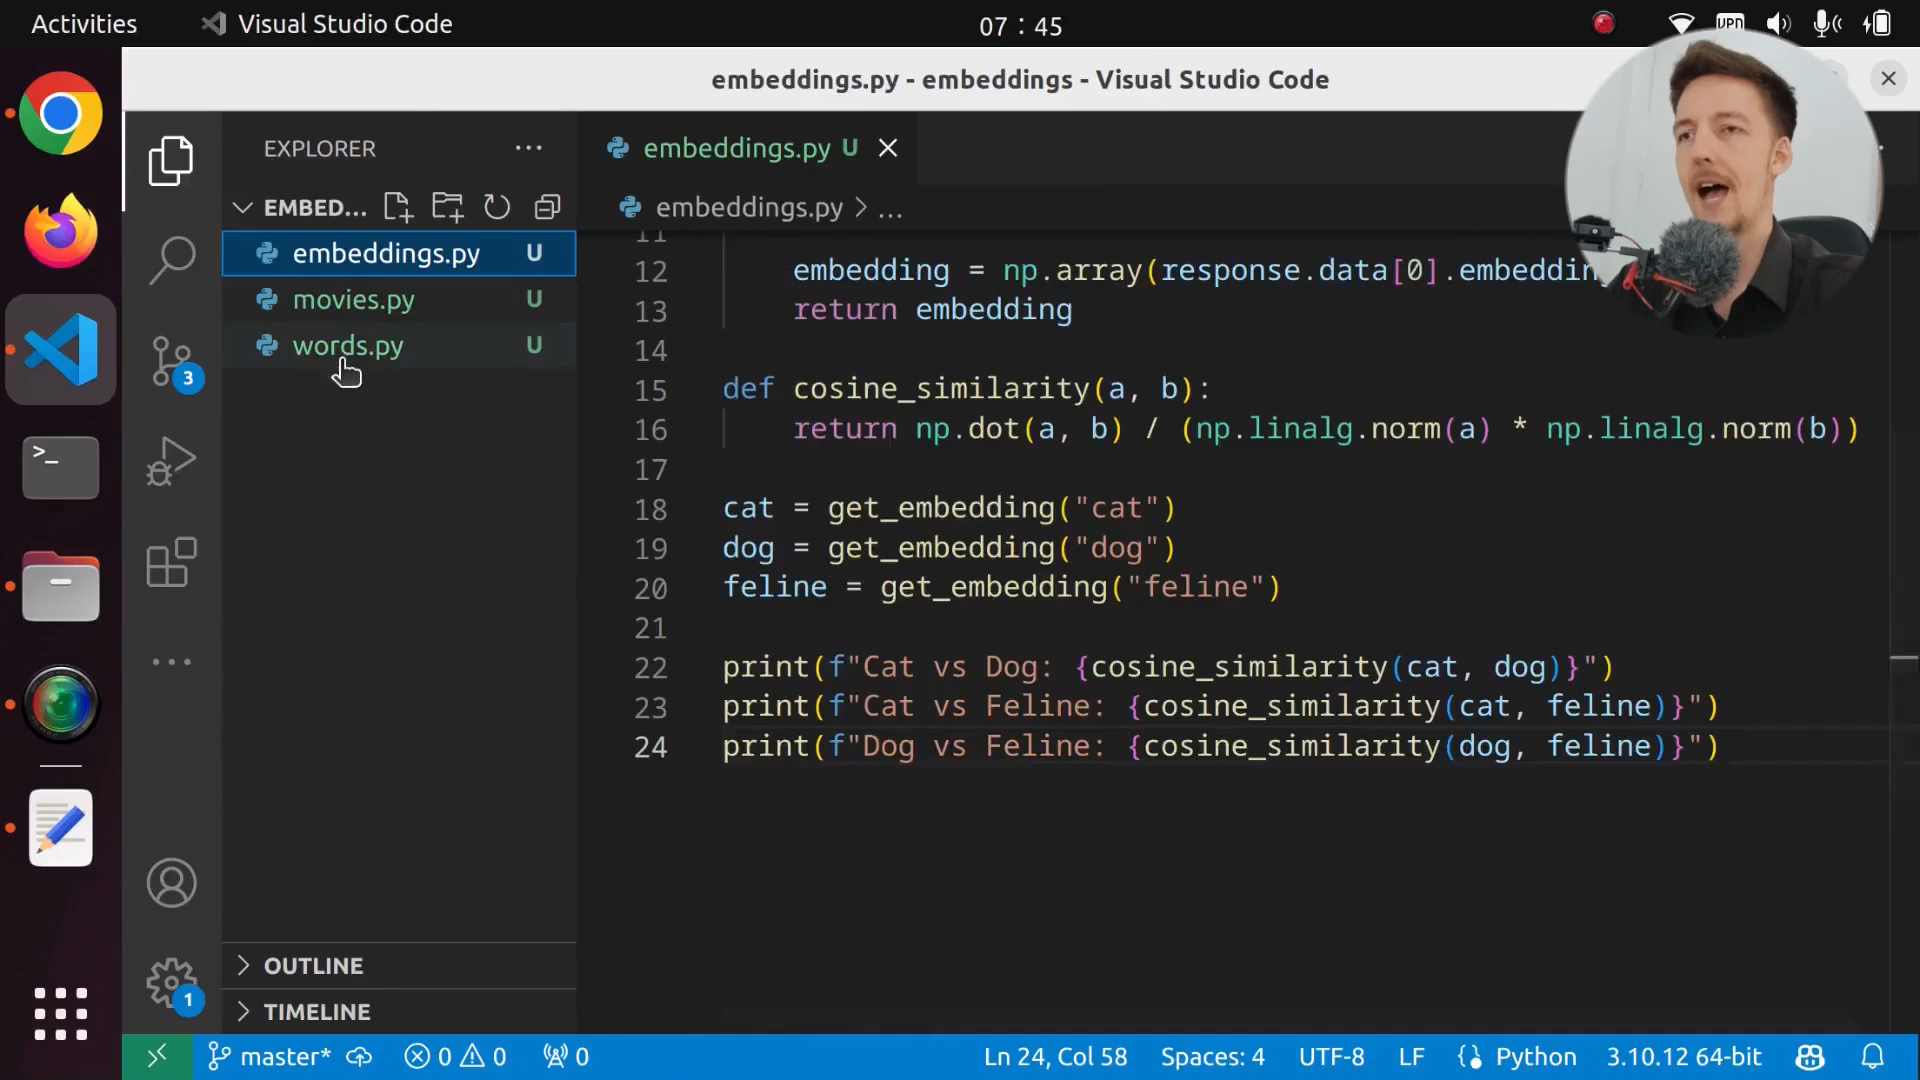 Activities
Visual Studio Code
07 : 45
VPN
embeddings.py - embeddings - Visual Studio Code
EXPLORER
EMBED...
embeddings.py U
movies.py U
words.py U
OUTLINE
TIMELINE
3
1
>_
embeddings.py U
embeddings.py > ...
11
12 embedding = np.array(response.data[0].embeddin
13 return embedding
14
15 def cosine_similarity(a, b):
16 return np.dot(a, b) / (np.linalg.norm(a) * np.linalg.norm(b))
17
18 cat = get_embedding("cat")
19 dog = get_embedding("dog")
20 feline = get_embedding("feline")
21
22 print(f"Cat vs Dog: {cosine_similarity(cat, dog)}")
23 print(f"Cat vs Feline: {cosine_similarity(cat, feline)}")
24 print(f"Dog vs Feline: {cosine_similarity(dog, feline)}")
master* 0 0 0
Ln 24, Col 58 Spaces: 4 UTF-8 LF Python 3.10.12 64-bit